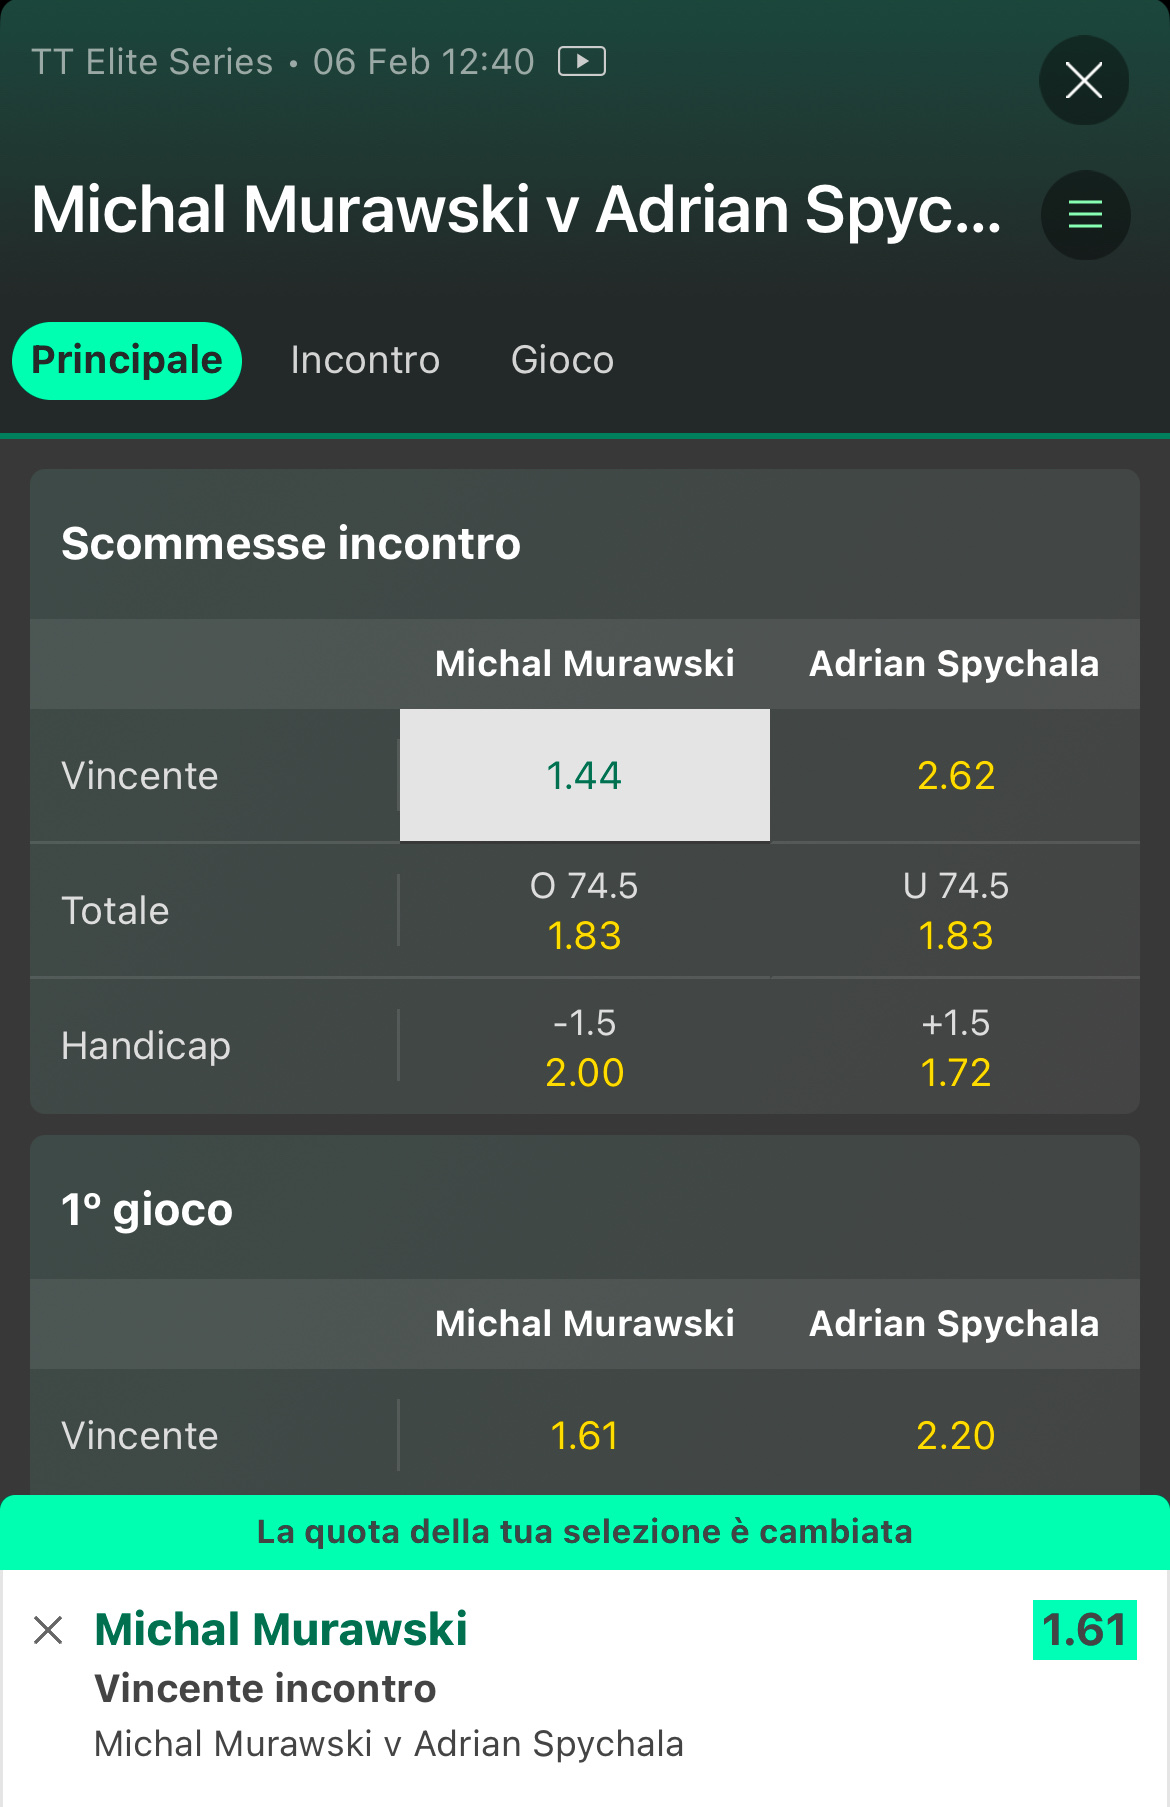 TT Elite Series • 06 Feb 12:40
Michal Murawski v Adrian Spyc...
Principale Incontro Gioco
Scommesse incontro
Michal Murawski Adrian Spychala
Vincente 1.44 2.62
O 74.5 U 74.5
Totale
1.83 1.83
-1.5 +1.5
Handicap
2.00 1.72
1º gioco
Michal Murawski Adrian Spychala
Vincente 1.61 2.20
La quota della tua selezione è cambiata
Michal Murawski 1.61
Vincente incontro
Michal Murawski v Adrian Spychala